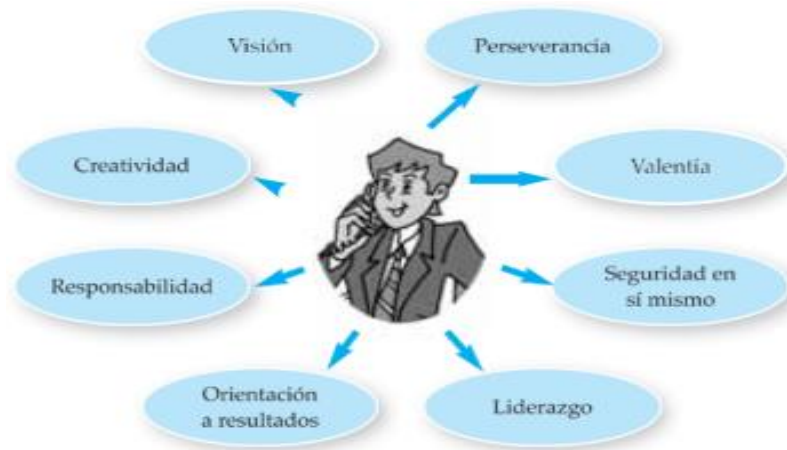 Visión
Perseverancia
Creatividad
Valentía
Responsabilidad
Seguridad en
sí mismo
Orientación
a resultados
Liderazgo